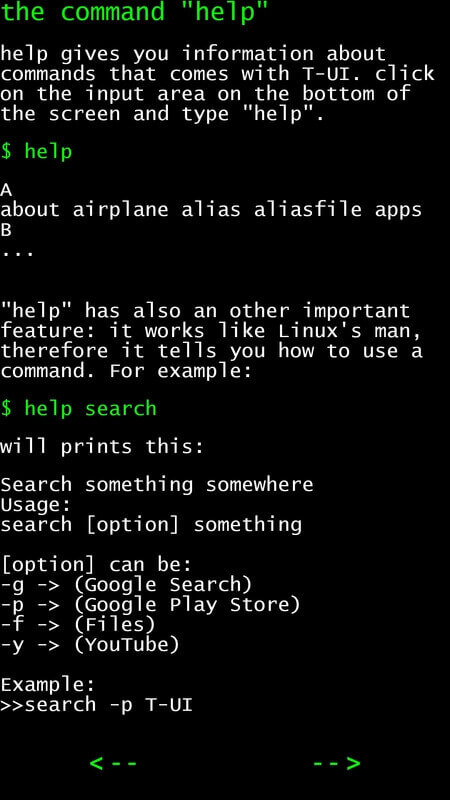 the command "help"
help gives you information about
commands that comes with T-UI. click
on the input area on the bottom of
the screen and type "help".
$ help
A
about airplane alias aliasfile apps
B
...
"help" has also an other important
feature: it works like Linux's man,
therefore it tells you how to use a
command. For example:
$ help search
will prints this:
Search something somewhere
Usage:
search [option] something
[option] can be:
-g -> (Google Search)
-p -> (Google Play Store)
-f -> (Files)
-y -> (YouTube)
Example:
>>search -p T-UI
<-- -->